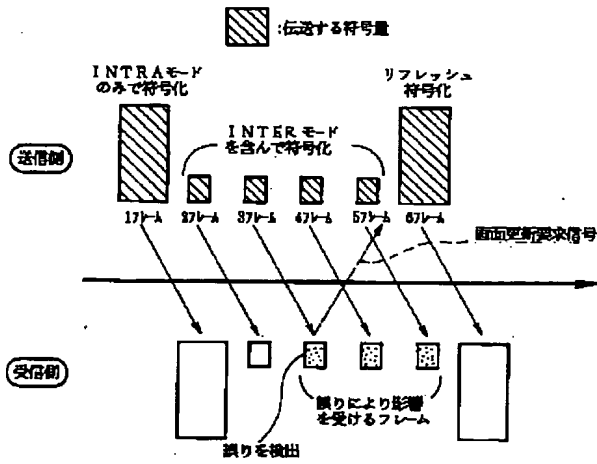 :伝送する符号量
INTRAモード
のみで符号化
リフレッシュ
符号化
INTERモード
を含んで符号化
送信側
1フレーム 2フレーム 3フレーム 4フレーム 5フレーム 6フレーム
画面更新要求信号
受信側
誤りにより影響
を受けるフレーム
誤りを検出